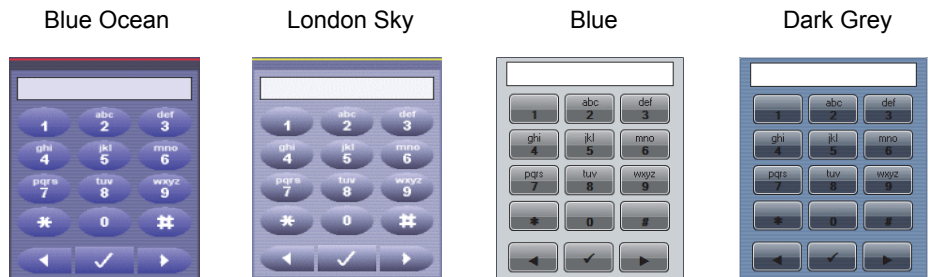 Blue Ocean London Sky Blue Dark Grey
abc def abc def abc def abc def
1 2 3 1 2 3 1 2 3 1 2 3
ghi jkl mno ghi jkl mno ghi jkl mno ghi jkl mno
4 5 6 4 5 6 4 5 6 4 5 6
pqrs tuv wxyz pqrs tuv wxyz pqrs tuv wxyz pqrs tuv wxyz
7 8 9 7 8 9 7 8 9 7 8 9
* 0 # * 0 # * 0 # * 0 #